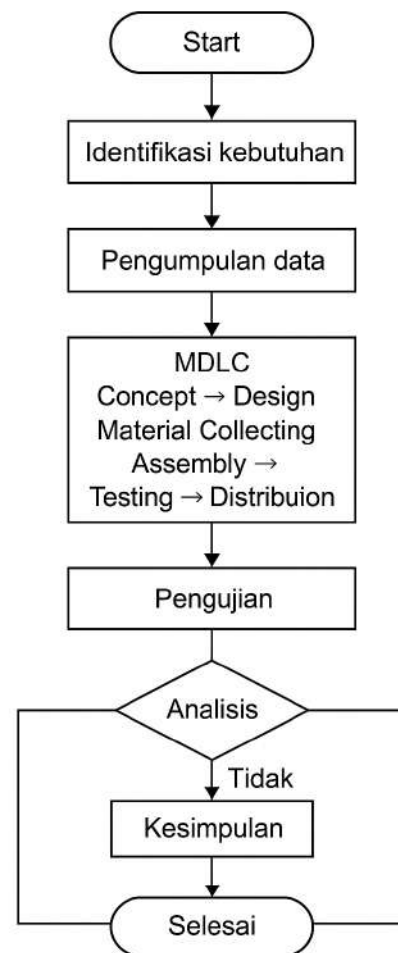 Start
Identifikasi kebutuhan
Pengumpulan data
MDLC
Concept → Design
Material Collecting
Assembly →
Testing → Distribuion
Pengujian
Analisis
Tidak
Kesimpulan
Selesai